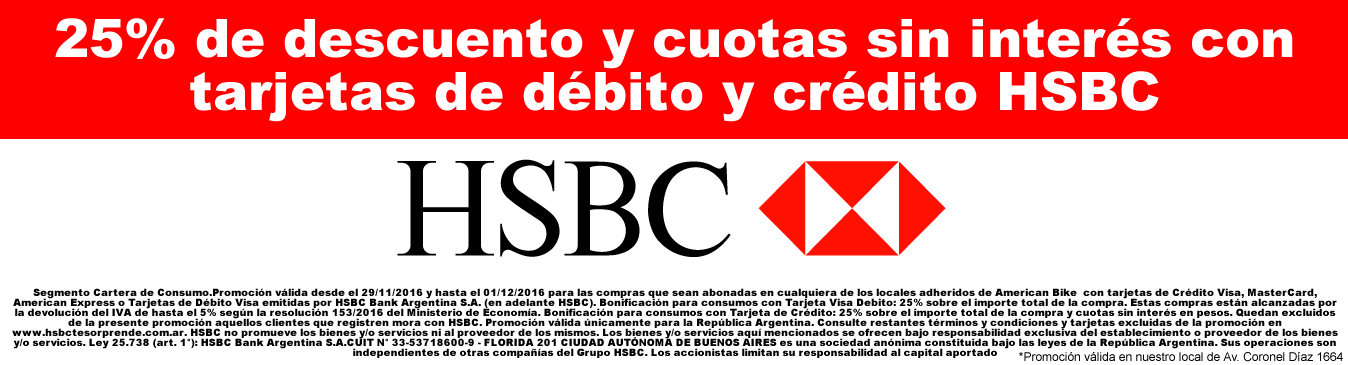 25% de descuento y cuotas sin interés con
tarjetas de débito y crédito HSBC
HSBC
Segmento Cartera de Consumo.Promoción válida desde el 29/11/2016 y hasta el 01/12/2016 para las compras que sean abonadas en cualquiera de los locales adheridos de American Bike con tarjetas de Crédito Visa, MasterCard,
American Express o Tarjetas de Débito Visa emitidas por HSBC Bank Argentina S.A. (en adelante HSBC). Bonificación para consumos con Tarjeta Visa Debito: 25% sobre el importe total de la compra. Estas compras están alcanzadas por
la devolución del IVA de hasta el 5% según la resolución 153/2016 del Ministerio de Economía. Bonificación para consumos con Tarjeta de Crédito: 25% sobre el importe total de la compra y cuotas sin interés en pesos. Quedan excluidos
de la presente promoción aquellos clientes que registren mora con HSBC. Promoción válida únicamente para la República Argentina. Consulte restantes términos y condiciones y tarjetas excluidas de la promoción en
www.hsbctesorprende.com.ar. HSBC no promueve los bienes y/o servicios ni al proveedor de los mismos. Los bienes y/o servicios aquí mencionados se ofrecen bajo responsabilidad exclusiva del establecimiento o proveedor de los bienes
y/o servicios. Ley 25.738 (art. 1°): HSBC Bank Argentina S.A.CUIT N° 33-53718600-9 - FLORIDA 201 CIUDAD AUTÓNOMA DE BUENOS AIRES es una sociedad anónima constituida bajo las leyes de la República Argentina. Sus operaciones son
independientes de otras compañías del Grupo HSBC. Los accionistas limitan su responsabilidad al capital aportado
*Promoción válida en nuestro local de Av. Coronel Díaz 1664